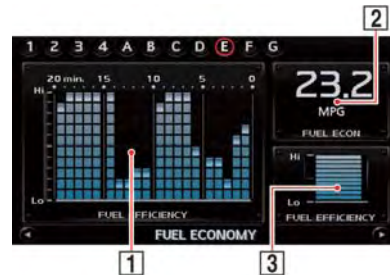 2
1 2 3 4 A B C D E F G
20 min. 15 10 5 0
Hi
Lo
FUEL EFFICIENCY
23.2
MPG
FUEL ECON
Hi
Lo
FUEL EFFICIENCY
FUEL ECONOMY
1
3